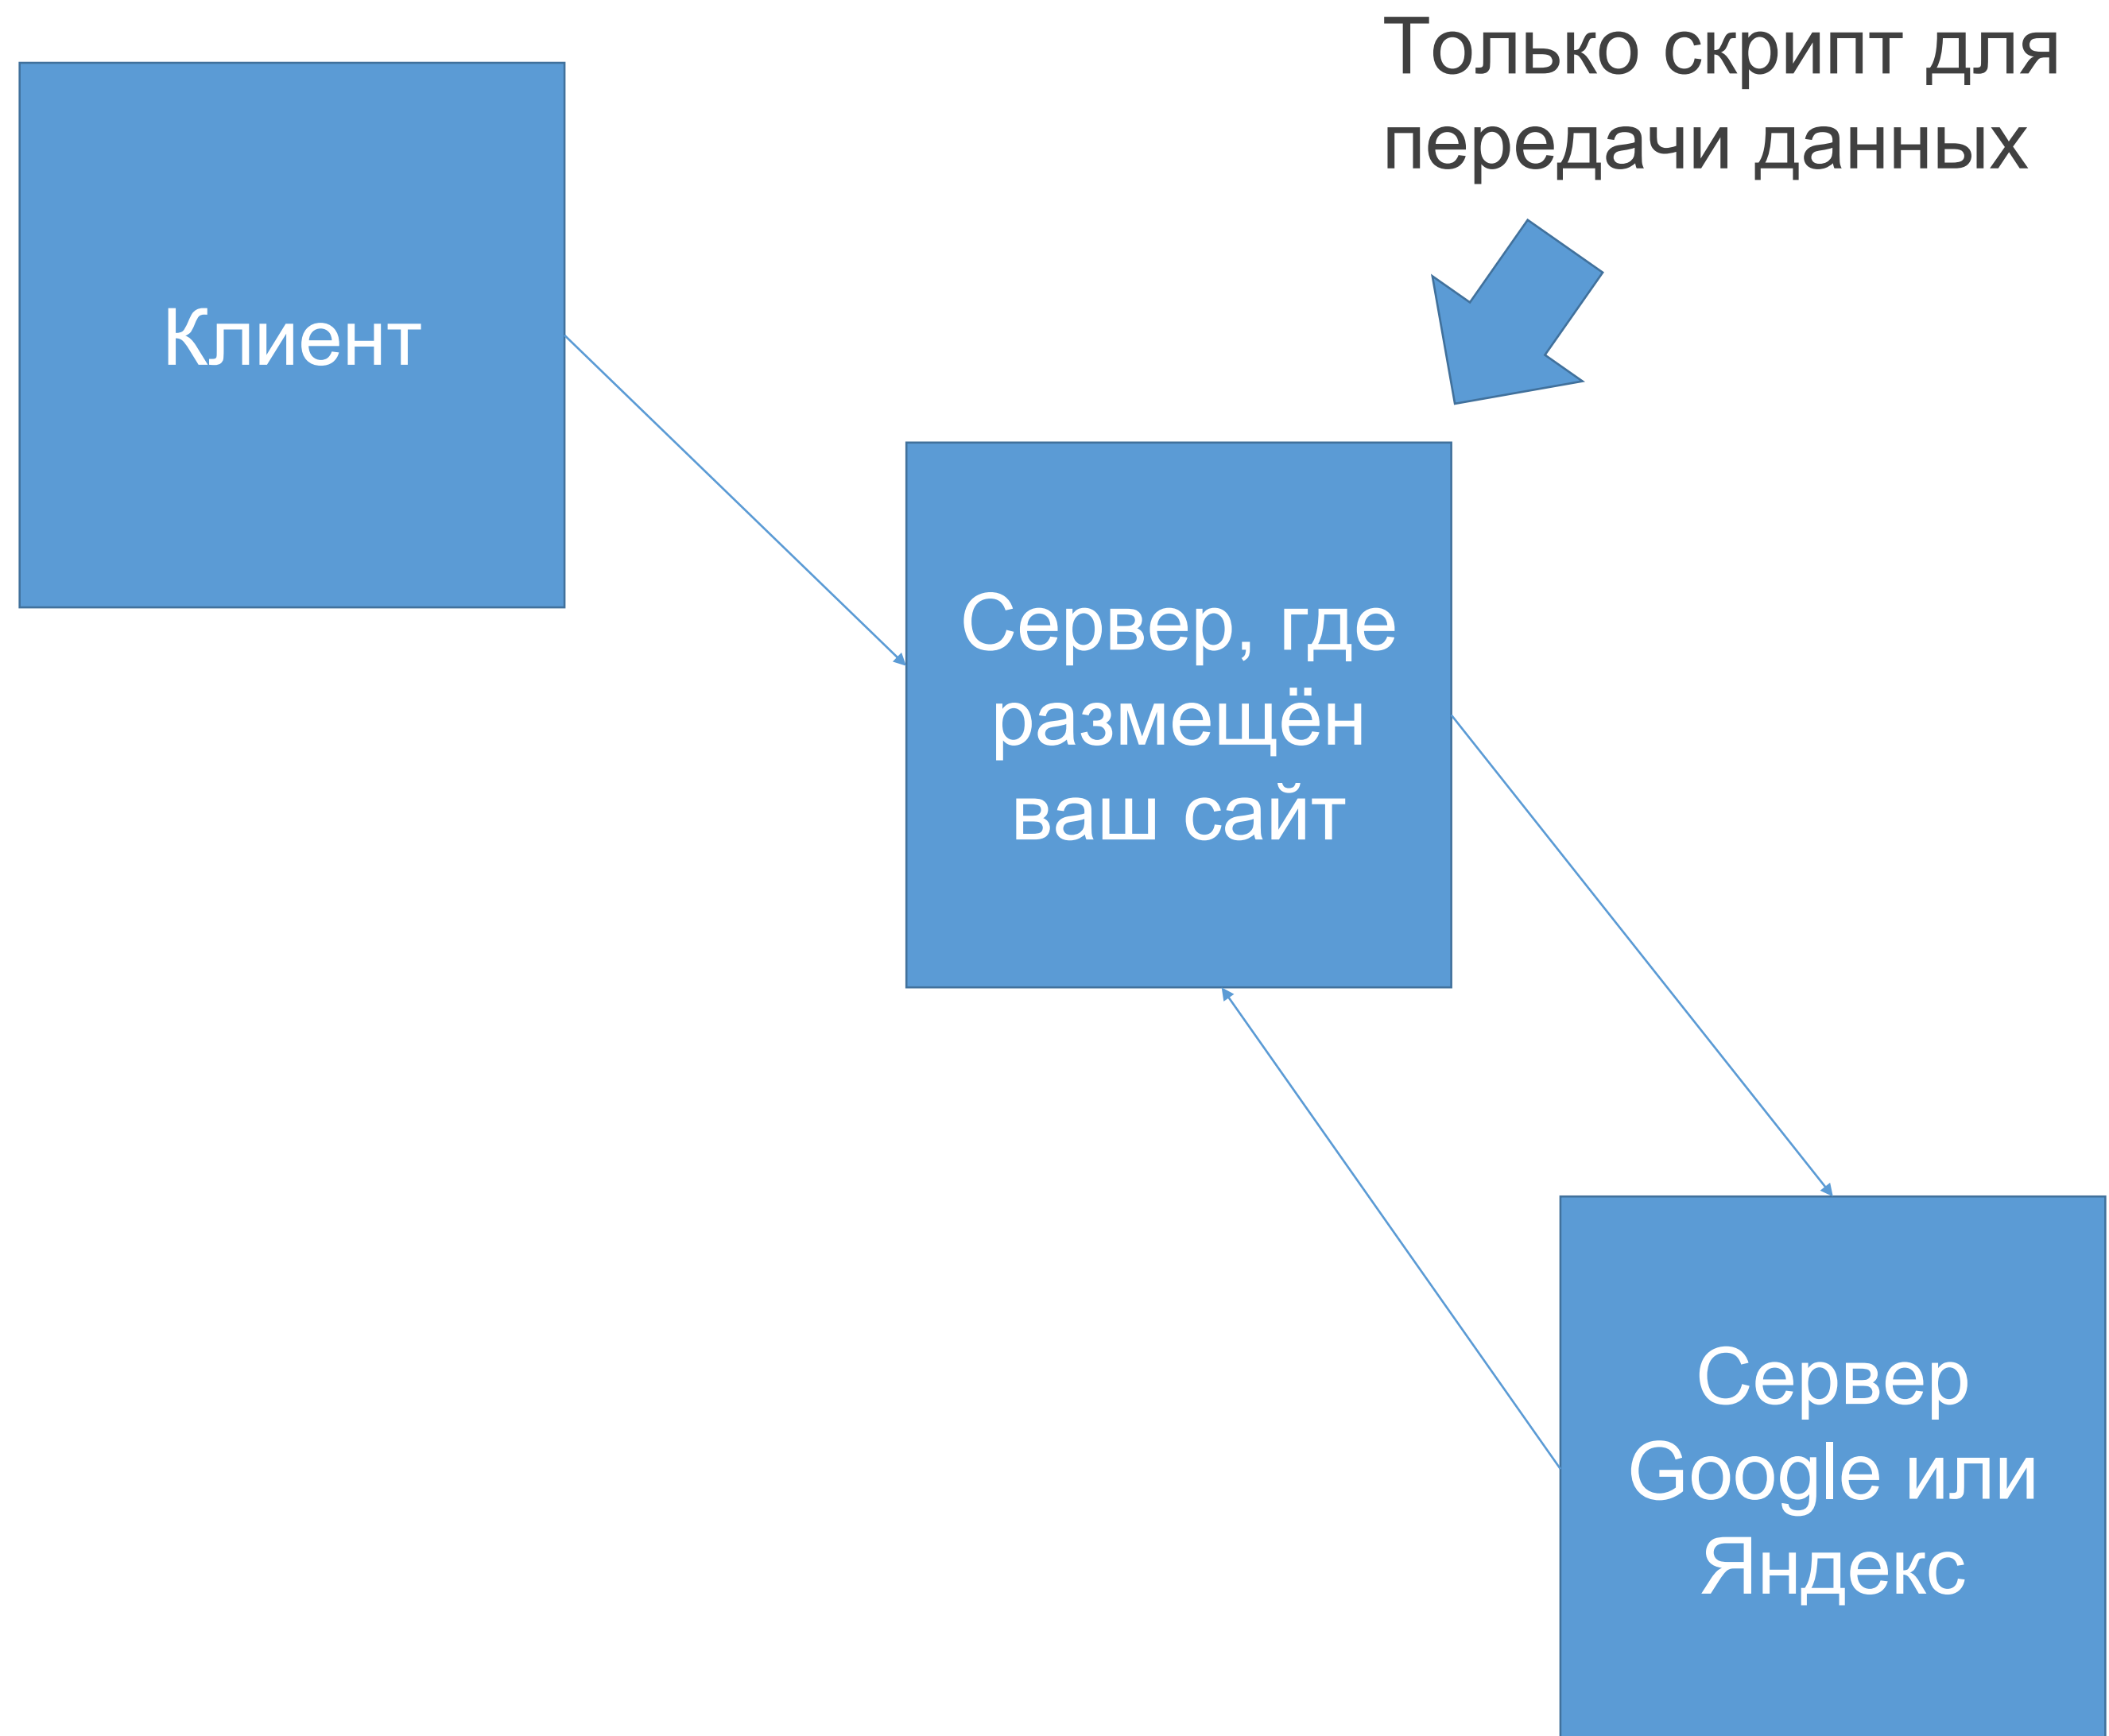 Только скрипт для
передачи данных
Клиент
Сервер, где
размещён
ваш сайт
Сервер
Google или
Яндекс